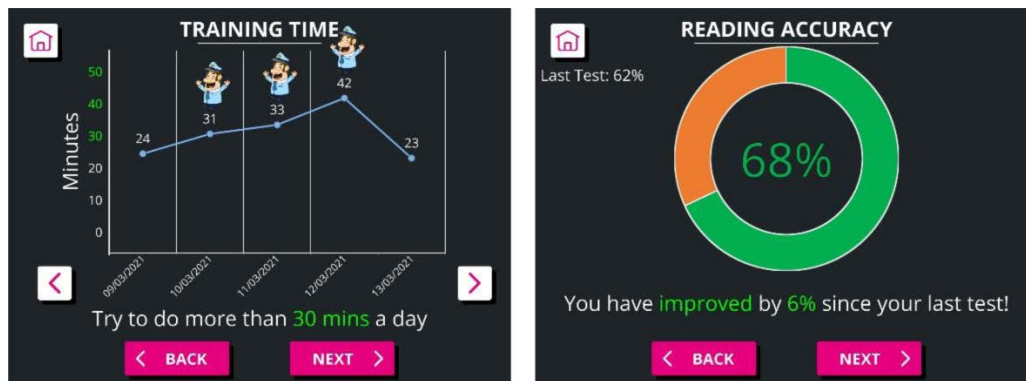 TRAINING TIME
Minutes
50
40
30
20
10
0
24
31
33
42
23
09/03/2021
10/03/2021
11/03/2021
12/03/2021
13/03/2021
Try to do more than 30 mins a day
BACK
NEXT
READING ACCURACY
Last Test: 62%
68%
You have improved by 6% since your last test!
BACK
NEXT